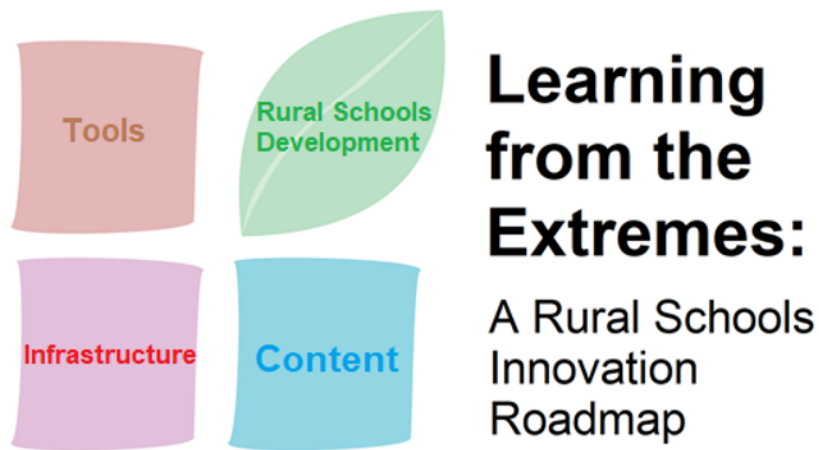 Tools
Rural Schools
Development
Infrastructure
Content
Learning
from the
Extremes:
A Rural Schools
Innovation
Roadmap